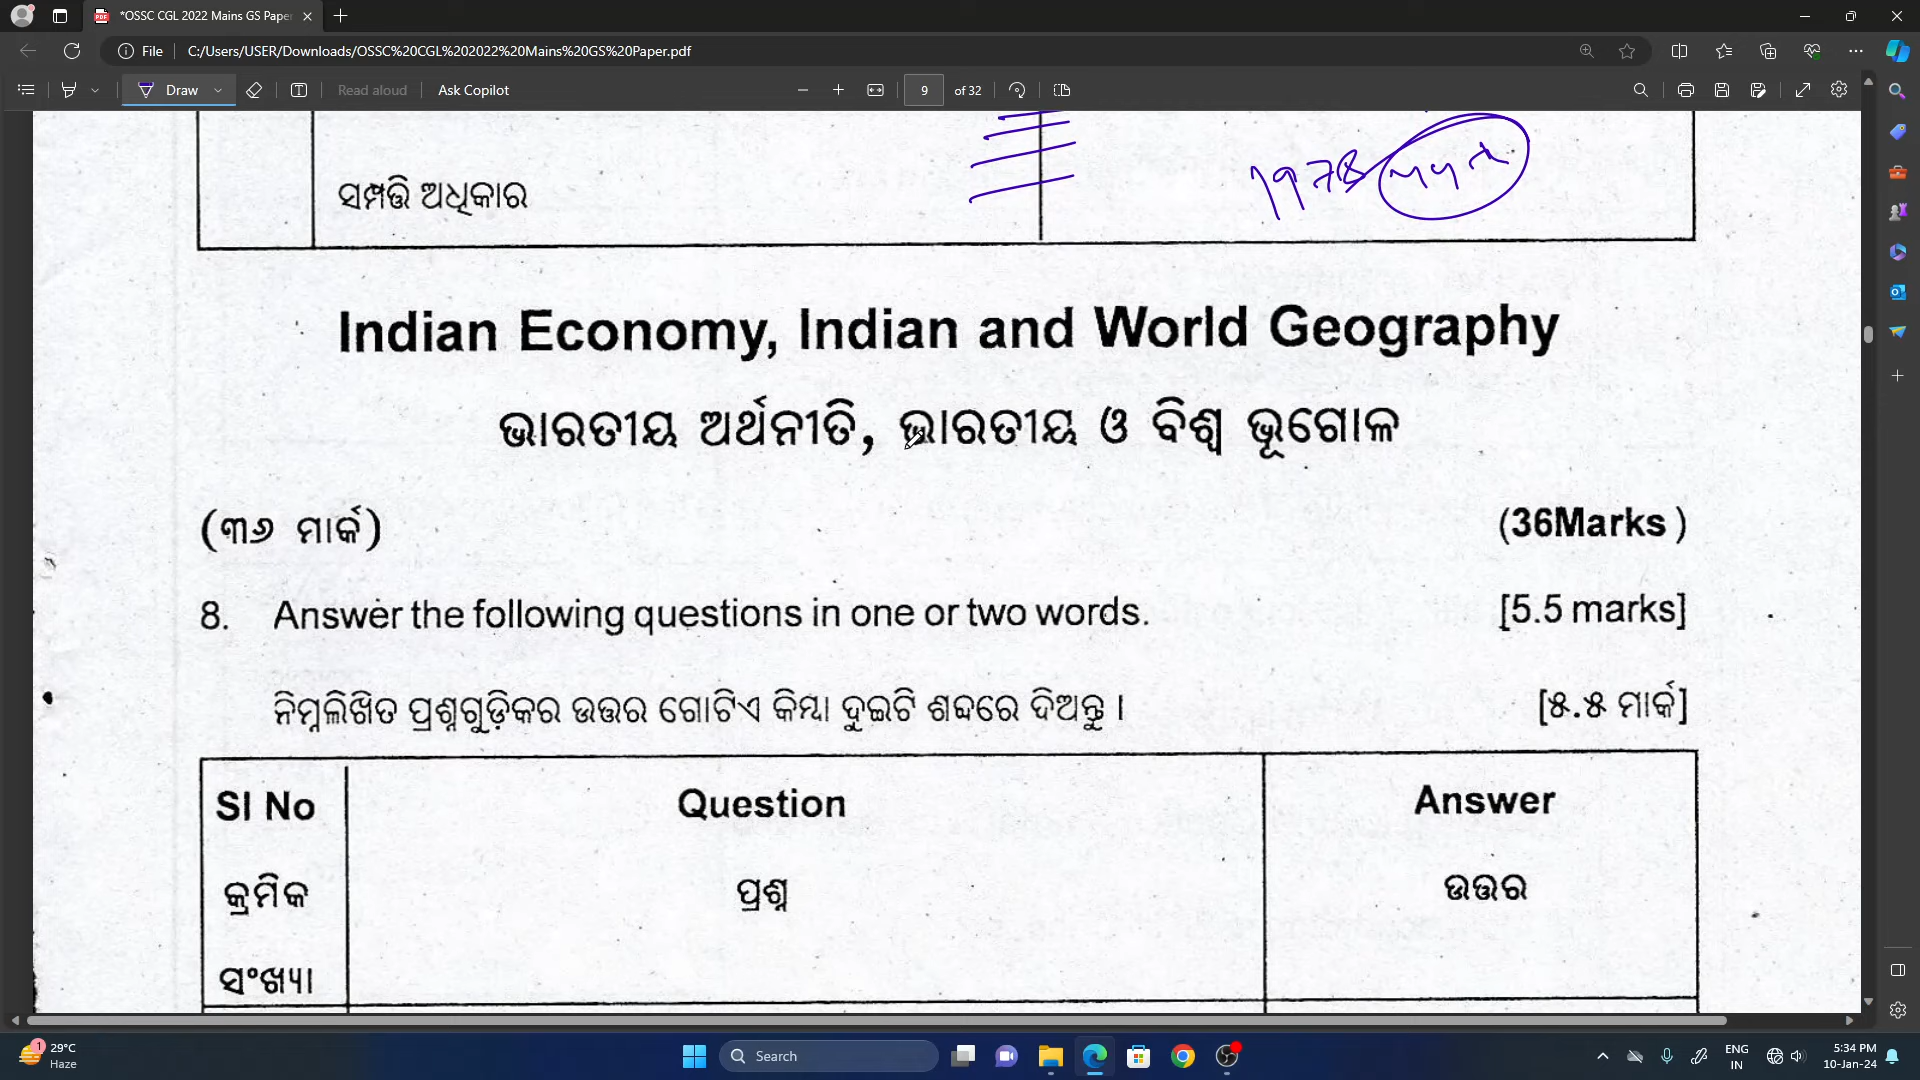 *OSSC CGL 2022 Mains GS Paper
File
C:/Users/USER/Downloads/OSSC%20CGL%202022%20Mains%20GS%20Paper.pdf
Draw
Read aloud
Ask Copilot
9 of 32
1978 44th
ସମ୍ପତ୍ତି ଅଧିକାର
Indian Economy, Indian and World Geography
ଭାରତୀୟ ଅର୍ଥନୀତି, ଭାରତୀୟ ଓ ବିଶ୍ୱ ଭୂଗୋଳ
(୩୬ ମାର୍କ) (36Marks )
8. Answer the following questions in one or two words. [5.5 marks]
ନିମ୍ନଲିଖିତ ପ୍ରଶ୍ନଗୁଡ଼ିକର ଉତ୍ତର ଗୋଟିଏ କିମ୍ବା ଦୁଇଟି ଶବ୍ଦରେ ଦିଅନ୍ତୁ । [୫.୫ ମାର୍କ]
SI No Question Answer
କ୍ରମିକ ପ୍ରଶ୍ନ ଉତ୍ତର
ସଂଖ୍ୟା
1 29°C
Haze
Search
ENG
IN
5:34 PM
10-Jan-24